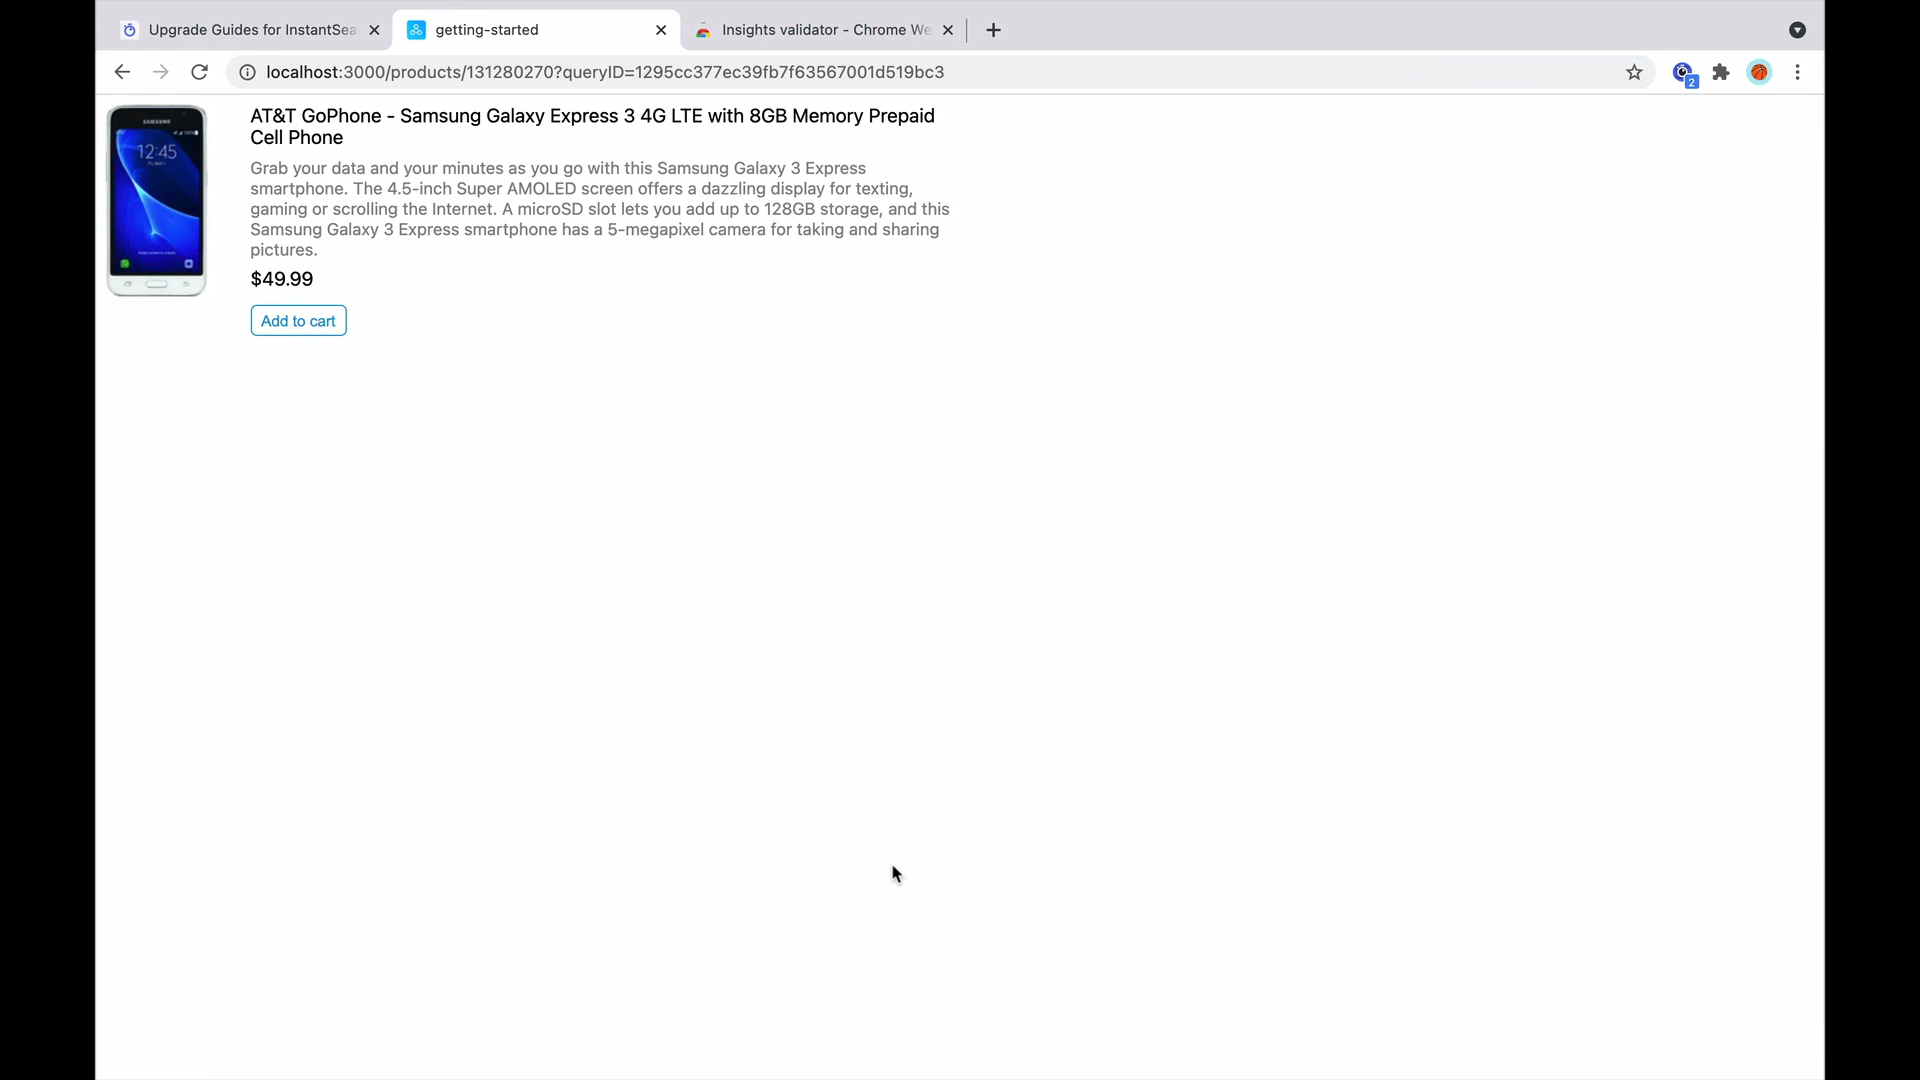 Upgrade Guides for InstantSea
getting-started
Insights validator - Chrome We
localhost:3000/products/131280270?queryID=1295cc377ec39fb7f63567001d519bc3
2
SAMSUNG
12:45
AT&T GoPhone - Samsung Galaxy Express 3 4G LTE with 8GB Memory Prepaid
Cell Phone
Grab your data and your minutes as you go with this Samsung Galaxy 3 Express
smartphone. The 4.5-inch Super AMOLED screen offers a dazzling display for texting,
gaming or scrolling the Internet. A microSD slot lets you add up to 128GB storage, and this
Samsung Galaxy 3 Express smartphone has a 5-megapixel camera for taking and sharing
pictures.
$49.99
Add to cart